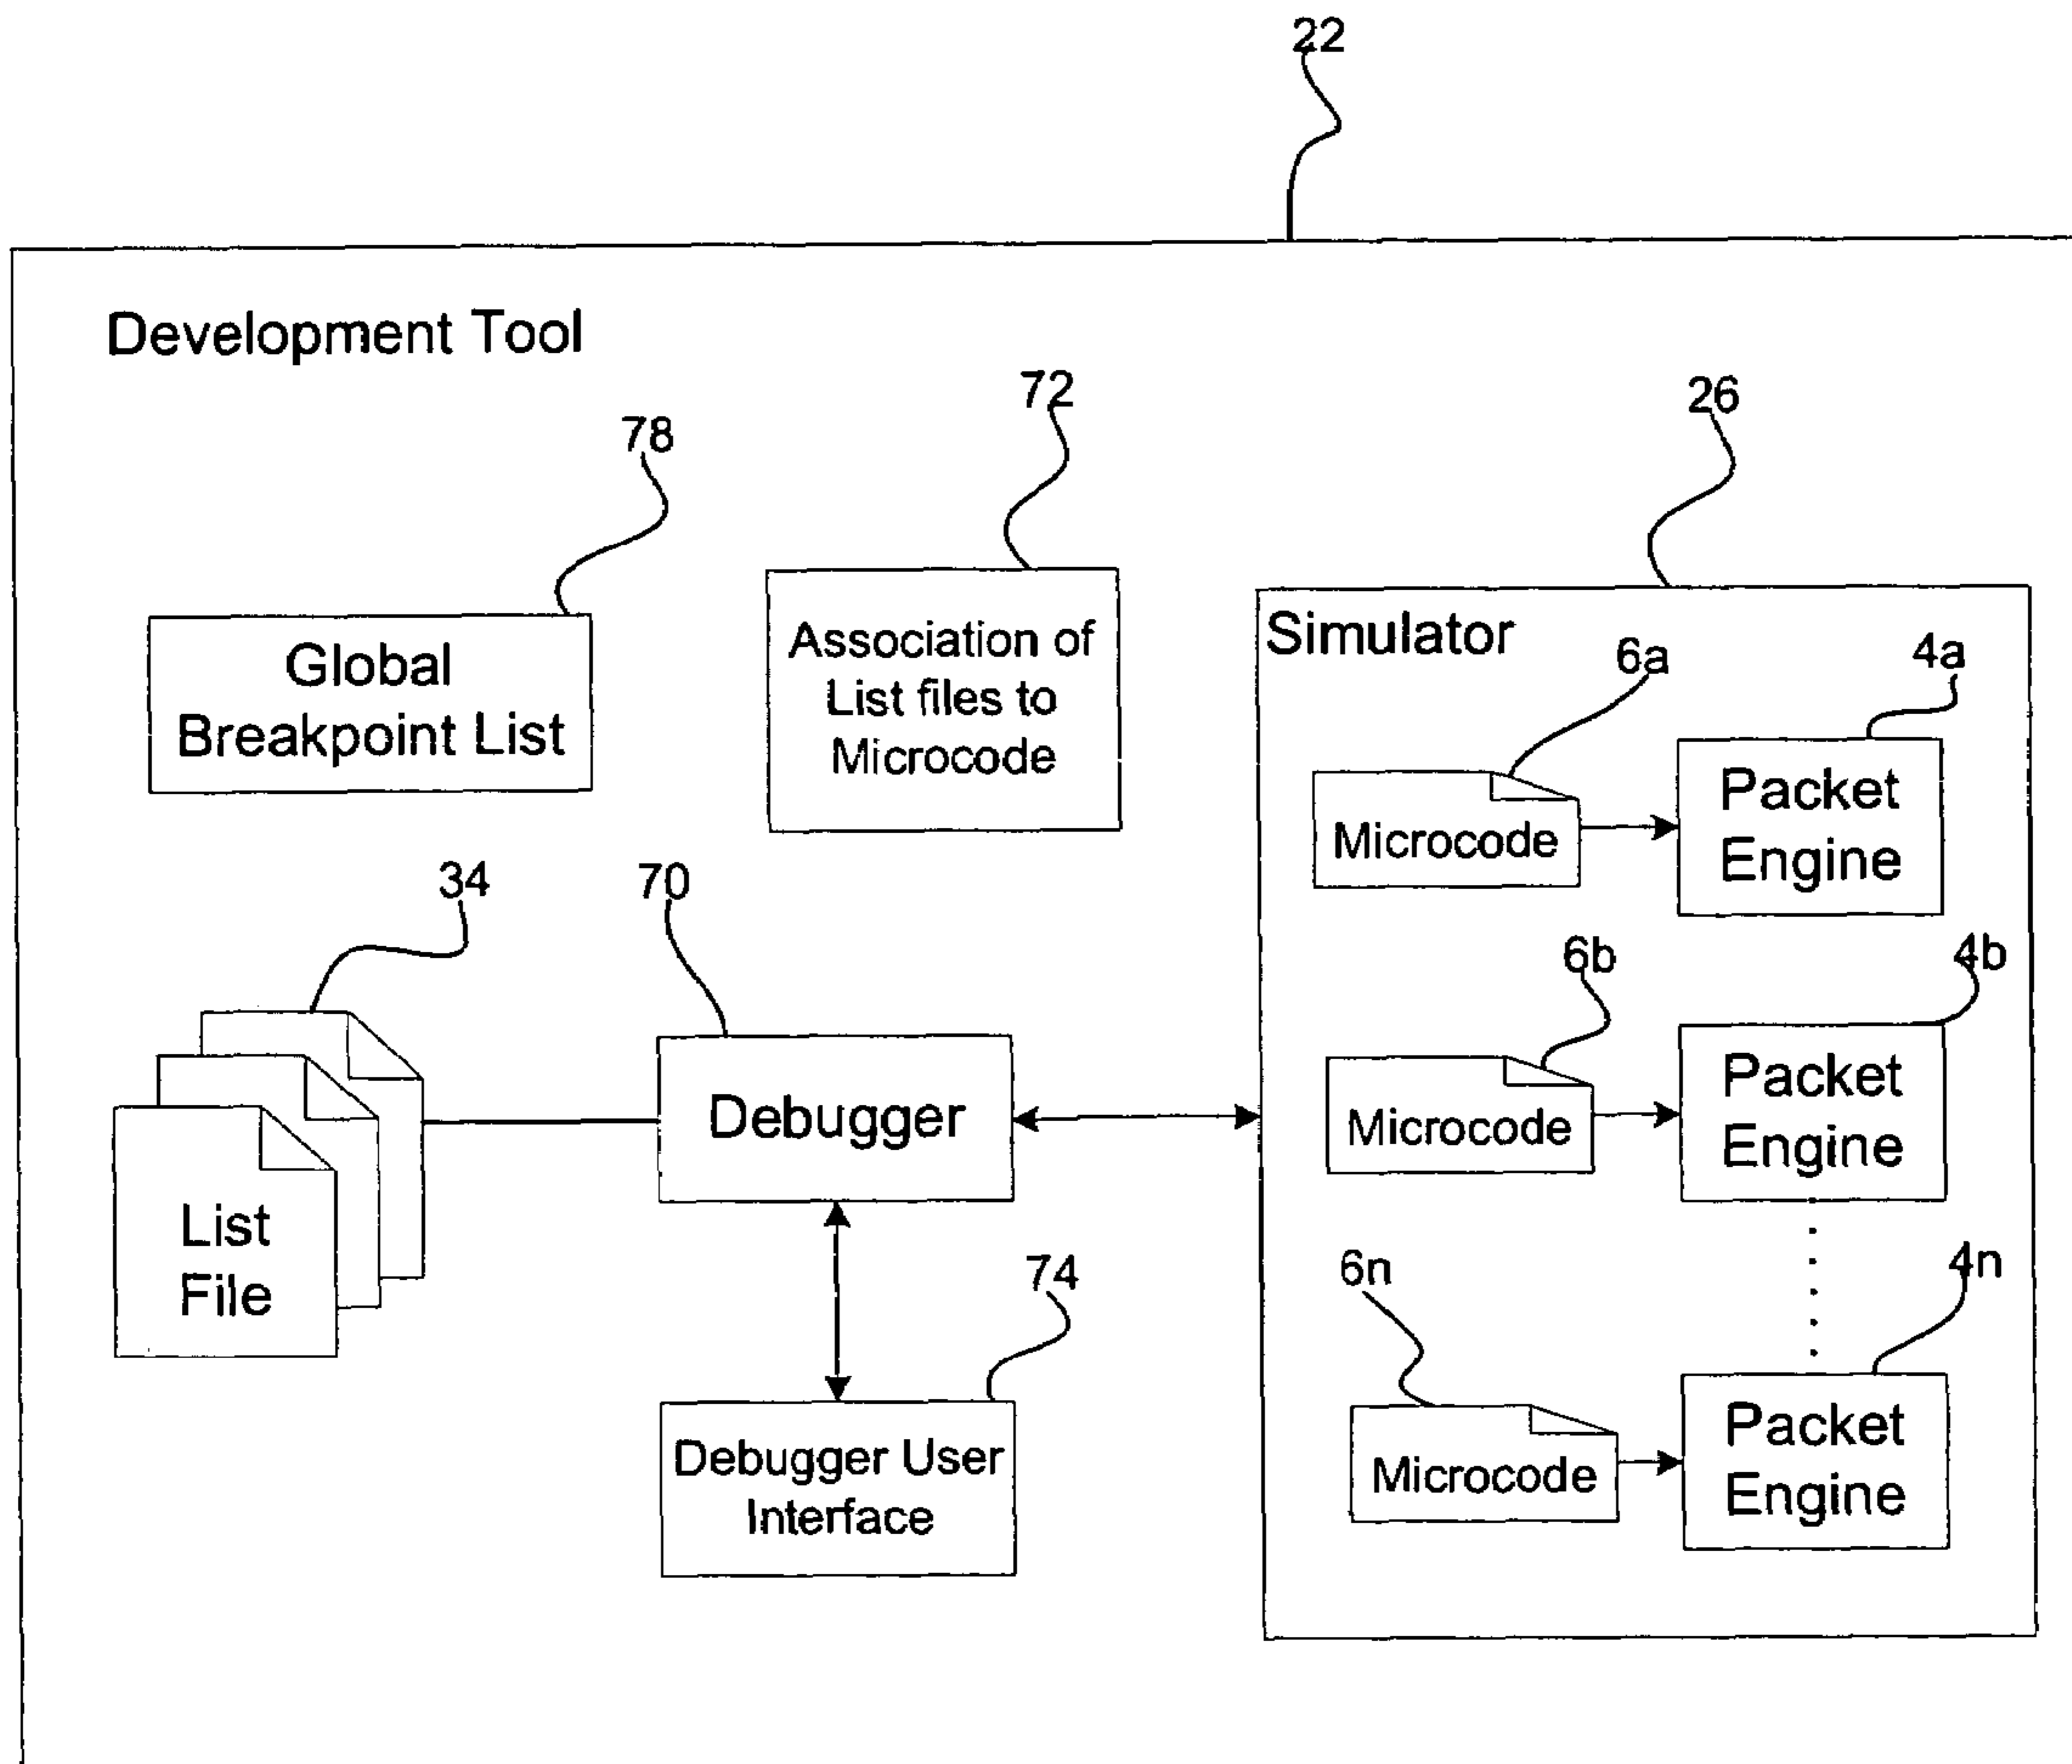 22
Development Tool
72
26
78
Global
Breakpoint List
Association of
List files to
Microcode
Simulator
6a
4a
Microcode
Packet
Engine
34
70
6b
4b
List
File
Debugger
Microcode
Packet
Engine
74
6n
4n
Debugger User
Interface
Microcode
Packet
Engine